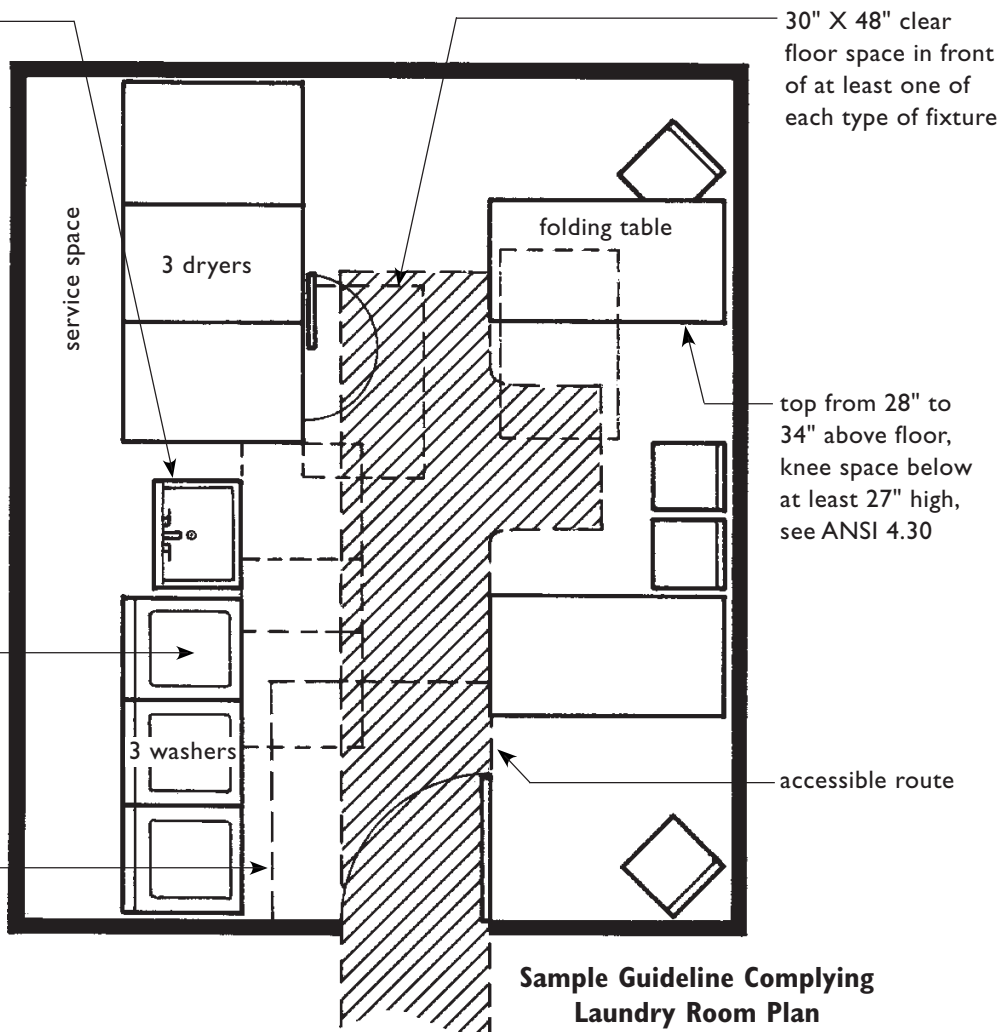 30" X 48" clear
floor space in front
of at least one of
each type of fixture
service space
3 dryers
folding table
top from 28" to
34" above floor,
knee space below
at least 27" high,
see ANSI 4.30
3 washers
accessible route
Sample Guideline Complying
Laundry Room Plan